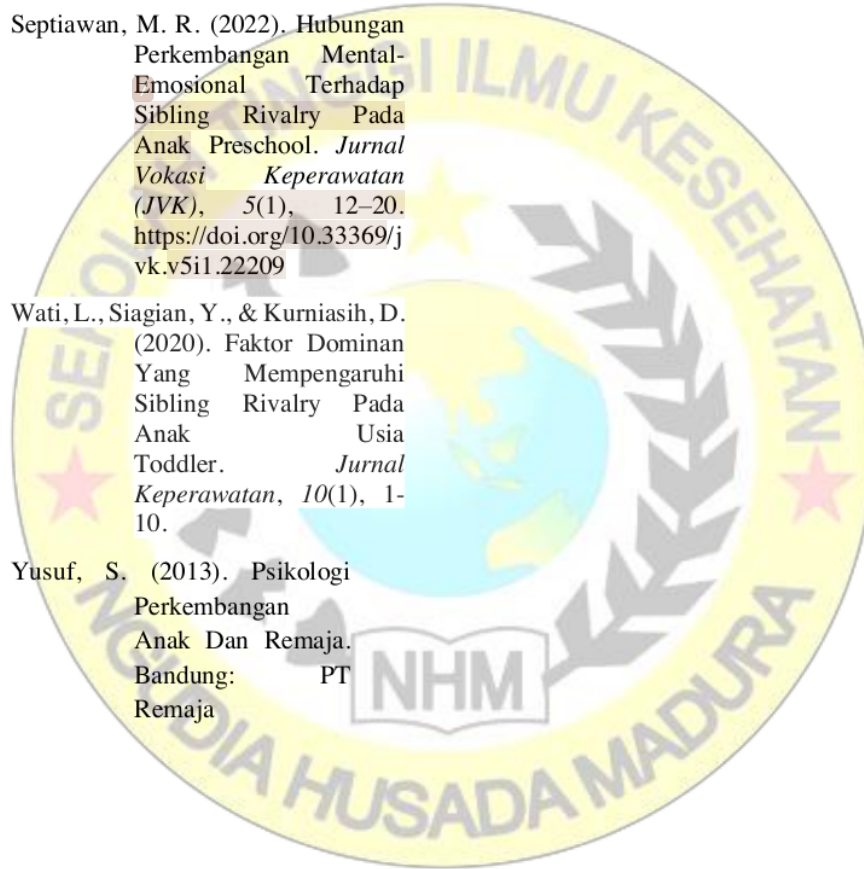 Septiawan, M. R. (2022). Hubungan
Perkembangan Mental-
Emosional Terhadap
Sibling Rivalry Pada
Anak Preschool. Jurnal
Vokasi Keperawatan
(JVK), 5(1), 12–20.
https://doi.org/10.33369/j
vk.v5i1.22209
Wati, L., Siagian, Y., & Kurniasih, D.
(2020). Faktor Dominan
Yang Mempengaruhi
Sibling Rivalry Pada
Anak Usia
Toddler. Jurnal
Keperawatan, 10(1), 1-
10.
Yusuf, S. (2013). Psikologi
Perkembangan
Anak Dan Remaja.
Bandung: PT
Remaja
SEKOLAH TINGGI ILMU KESEHATAN
NHM
NGUDIA HUSADA MADURA